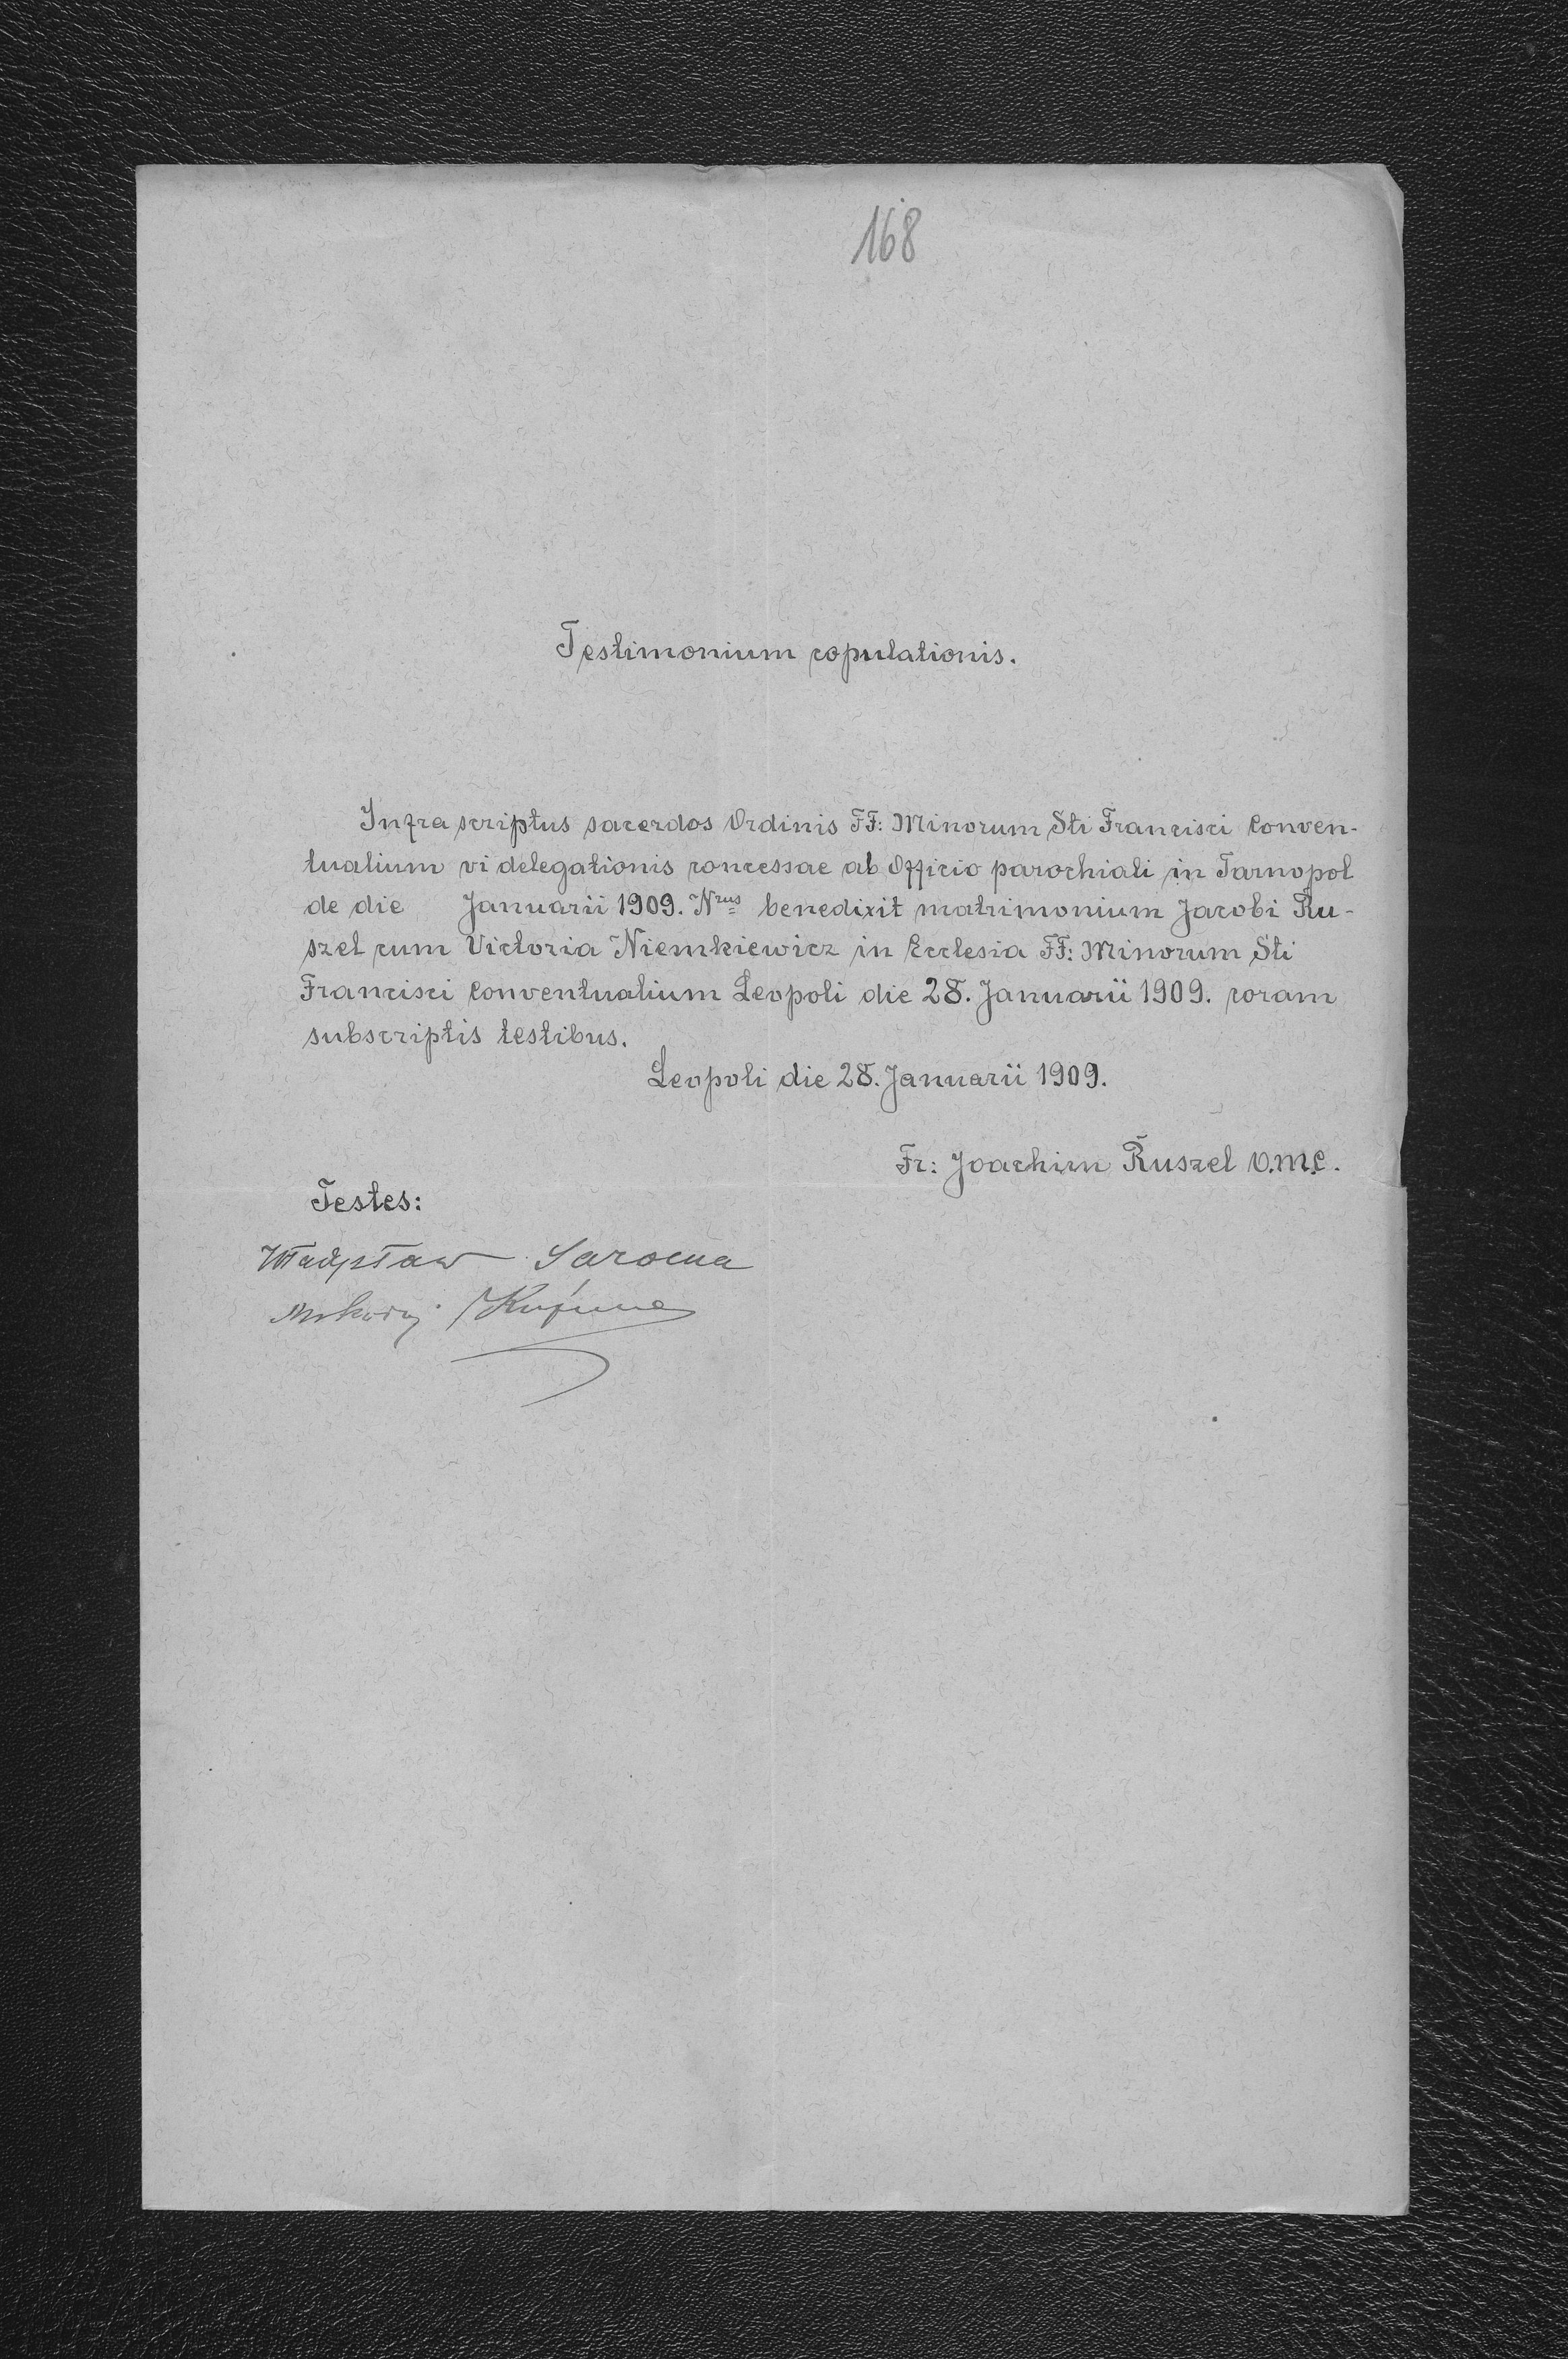 168
Testimonium copulationis.
Infra scriptus sacerdos Ordinis FF: Minorum Sti Francisci Conven-
tualium vi delegationis concessae ab Officio parochiali in Tarnopol
de die Januarii 1909. Nrus benedixit matrimonium Jacobi Ru-
szel cum Victoria Niemkiewicz in Ecclesia FF: Minorum Sti
Francisci Conventualium Leopoli die 28. Januarii 1909. coram
subscriptis testibus.
Leopoli die 28. Januarii 1909.
Fr: Joachim Ruszel O.M.C.
Testes:
Władysław